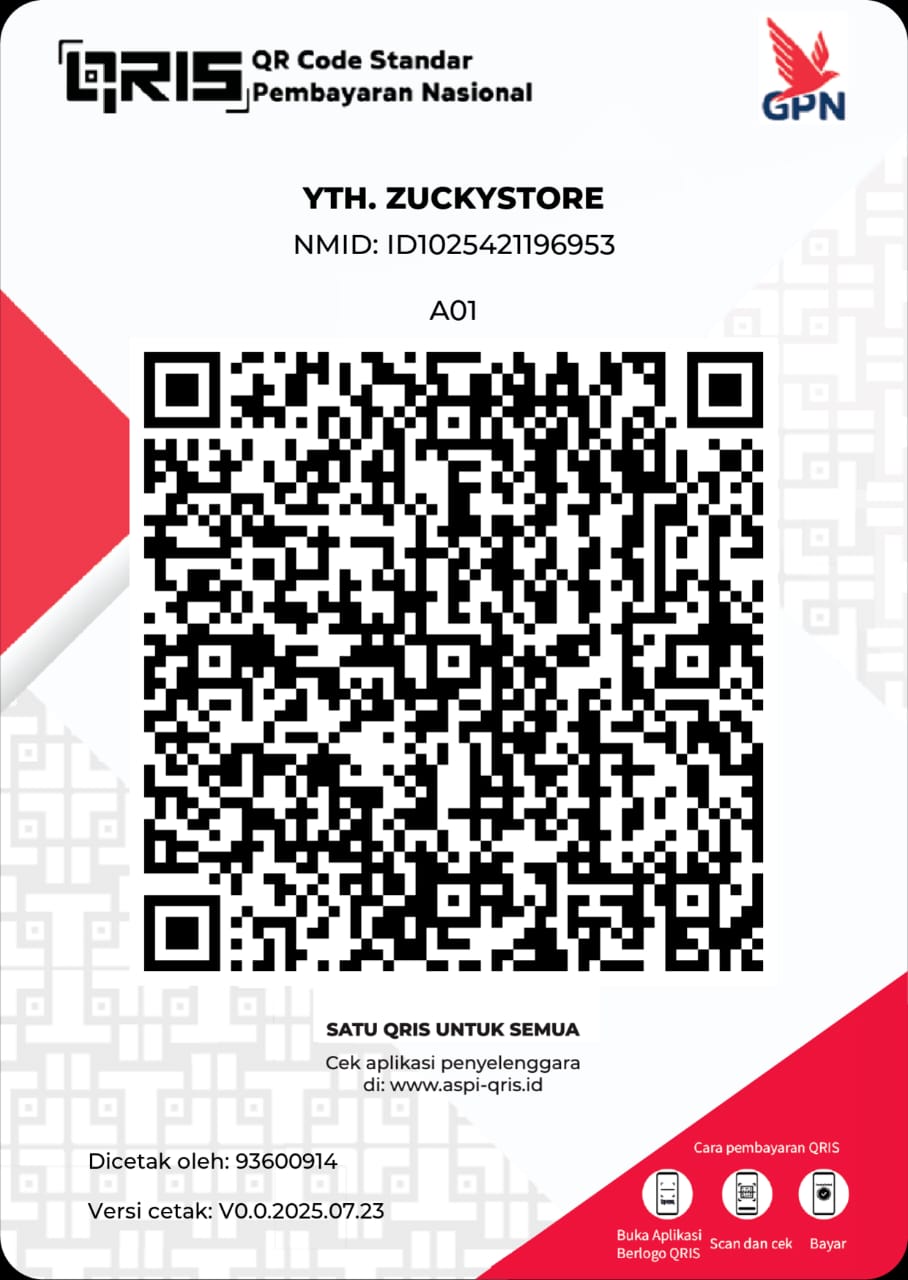 QRIS
QR Code Standar
Pembayaran Nasional
GPN
YTH. ZUCKYSTORE
NMID: ID1025421196953
A01
SATU QRIS UNTUK SEMUA
Cek aplikasi penyelenggara
di: www.aspi-qris.id
Dicetak oleh: 93600914
Versi cetak: V0.0.2025.07.23
Cara pembayaran QRIS
Buka Aplikasi
Berlogo QRIS
Scan dan cek
Bayar